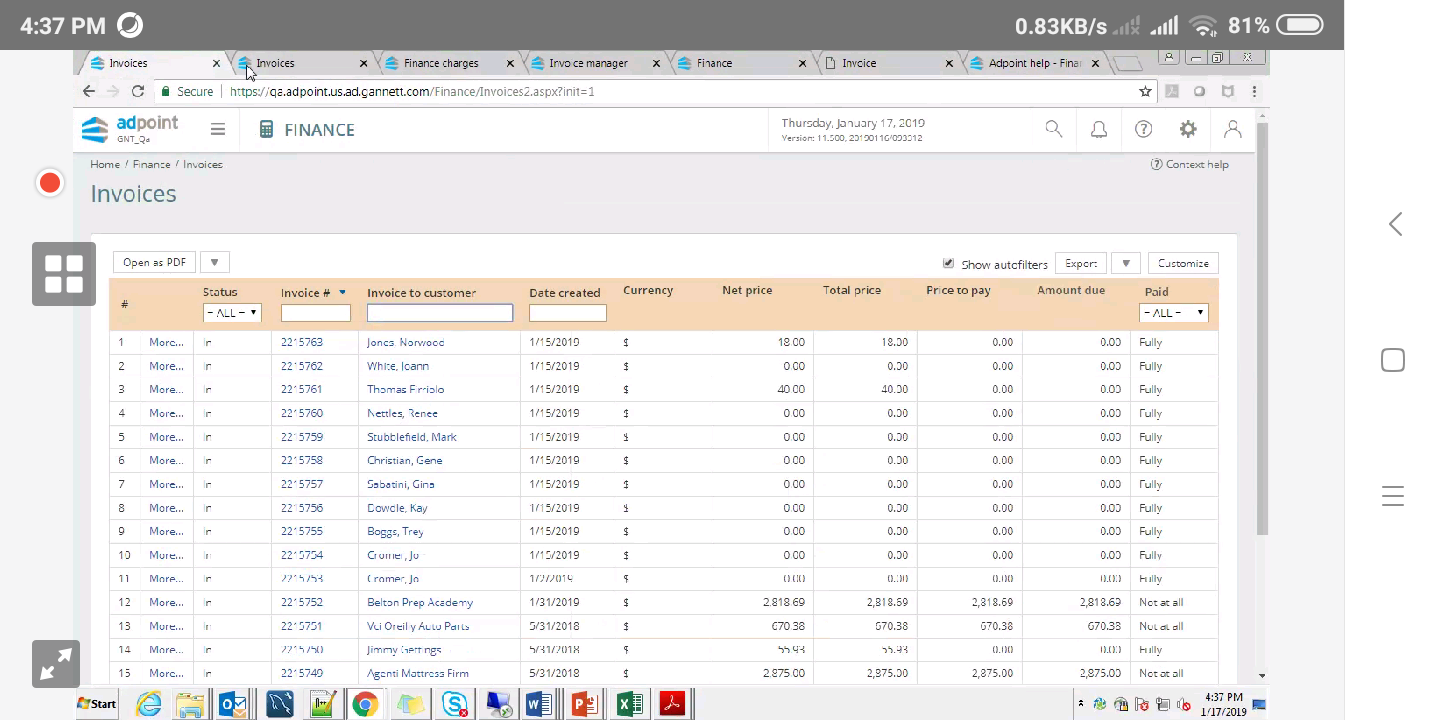 4:37 PM 0.83KB/s 81%
Invoices Invoices Finance charges Invoice manager Finance Invoice Adpoint help - Finan
Secure https://qa.adpoint.us.ad.gannett.com/Finance/Invoices2.aspx?init=1
adpoint
GNT_Qa
FINANCE
Thursday, January 17, 2019
Version: 11.500, 20190116/093312
Home / Finance / Invoices Context help
Invoices
Open as PDF Show autofilters Export Customize
# Status Invoice # Invoice to customer Date created Currency Net price Total price Price to pay Amount due Paid
- ALL - - ALL -
1 More... In 2215763 Jones, Norwood 1/15/2019 $ 18.00 18.00 0.00 0.00 Fully
2 More... In 2215762 White, Joann 1/15/2019 $ 0.00 0.00 0.00 0.00 Fully
3 More... In 2215761 Thomas 1/15/2019 $ 40.00 40.00 0.00 0.00 Fully
4 More... In 2215760 Nettles, Renee 1/15/2019 $ 0.00 0.00 0.00 0.00 Fully
5 More... In 2215759 Stubblefield, Mark 1/15/2019 $ 0.00 0.00 0.00 0.00 Fully
6 More... In 2215758 Christian, Gene 1/15/2019 $ 0.00 0.00 0.00 0.00 Fully
7 More... In 2215757 Sabatini, Gina 1/15/2019 $ 0.00 0.00 0.00 0.00 Fully
8 More... In 2215756 Dowdle, Kay 1/15/2019 $ 0.00 0.00 0.00 0.00 Fully
9 More... In 2215755 Boggs, Trey 1/15/2019 $ 0.00 0.00 0.00 0.00 Fully
10 More... In 2215754 Cromer, Jo 1/15/2019 $ 0.00 0.00 0.00 0.00 Fully
11 More... In 2215753 Cromer, Jo 1/2/2019 $ 0.00 0.00 0.00 0.00 Fully
12 More... In 2215752 Belton Prep Academy 1/31/2019 $ 2,818.69 2,818.69 2,818.69 2,818.69 Not at all
13 More... In 2215751 Vci Oreilly Auto Parts 5/31/2018 $ 670.38 670.38 670.38 670.38 Not at all
14 More... In 2215750 Jimmy Gettings 5/31/2018 $ 55.93 55.93 0.00 0.00 Fully
15 More... In 2215749 Aganti Mattress Firm 5/31/2018 $ 2,875.00 2,875.00 2,875.00 2,875.00 Not at all
Start 4:37 PM
1/17/2019